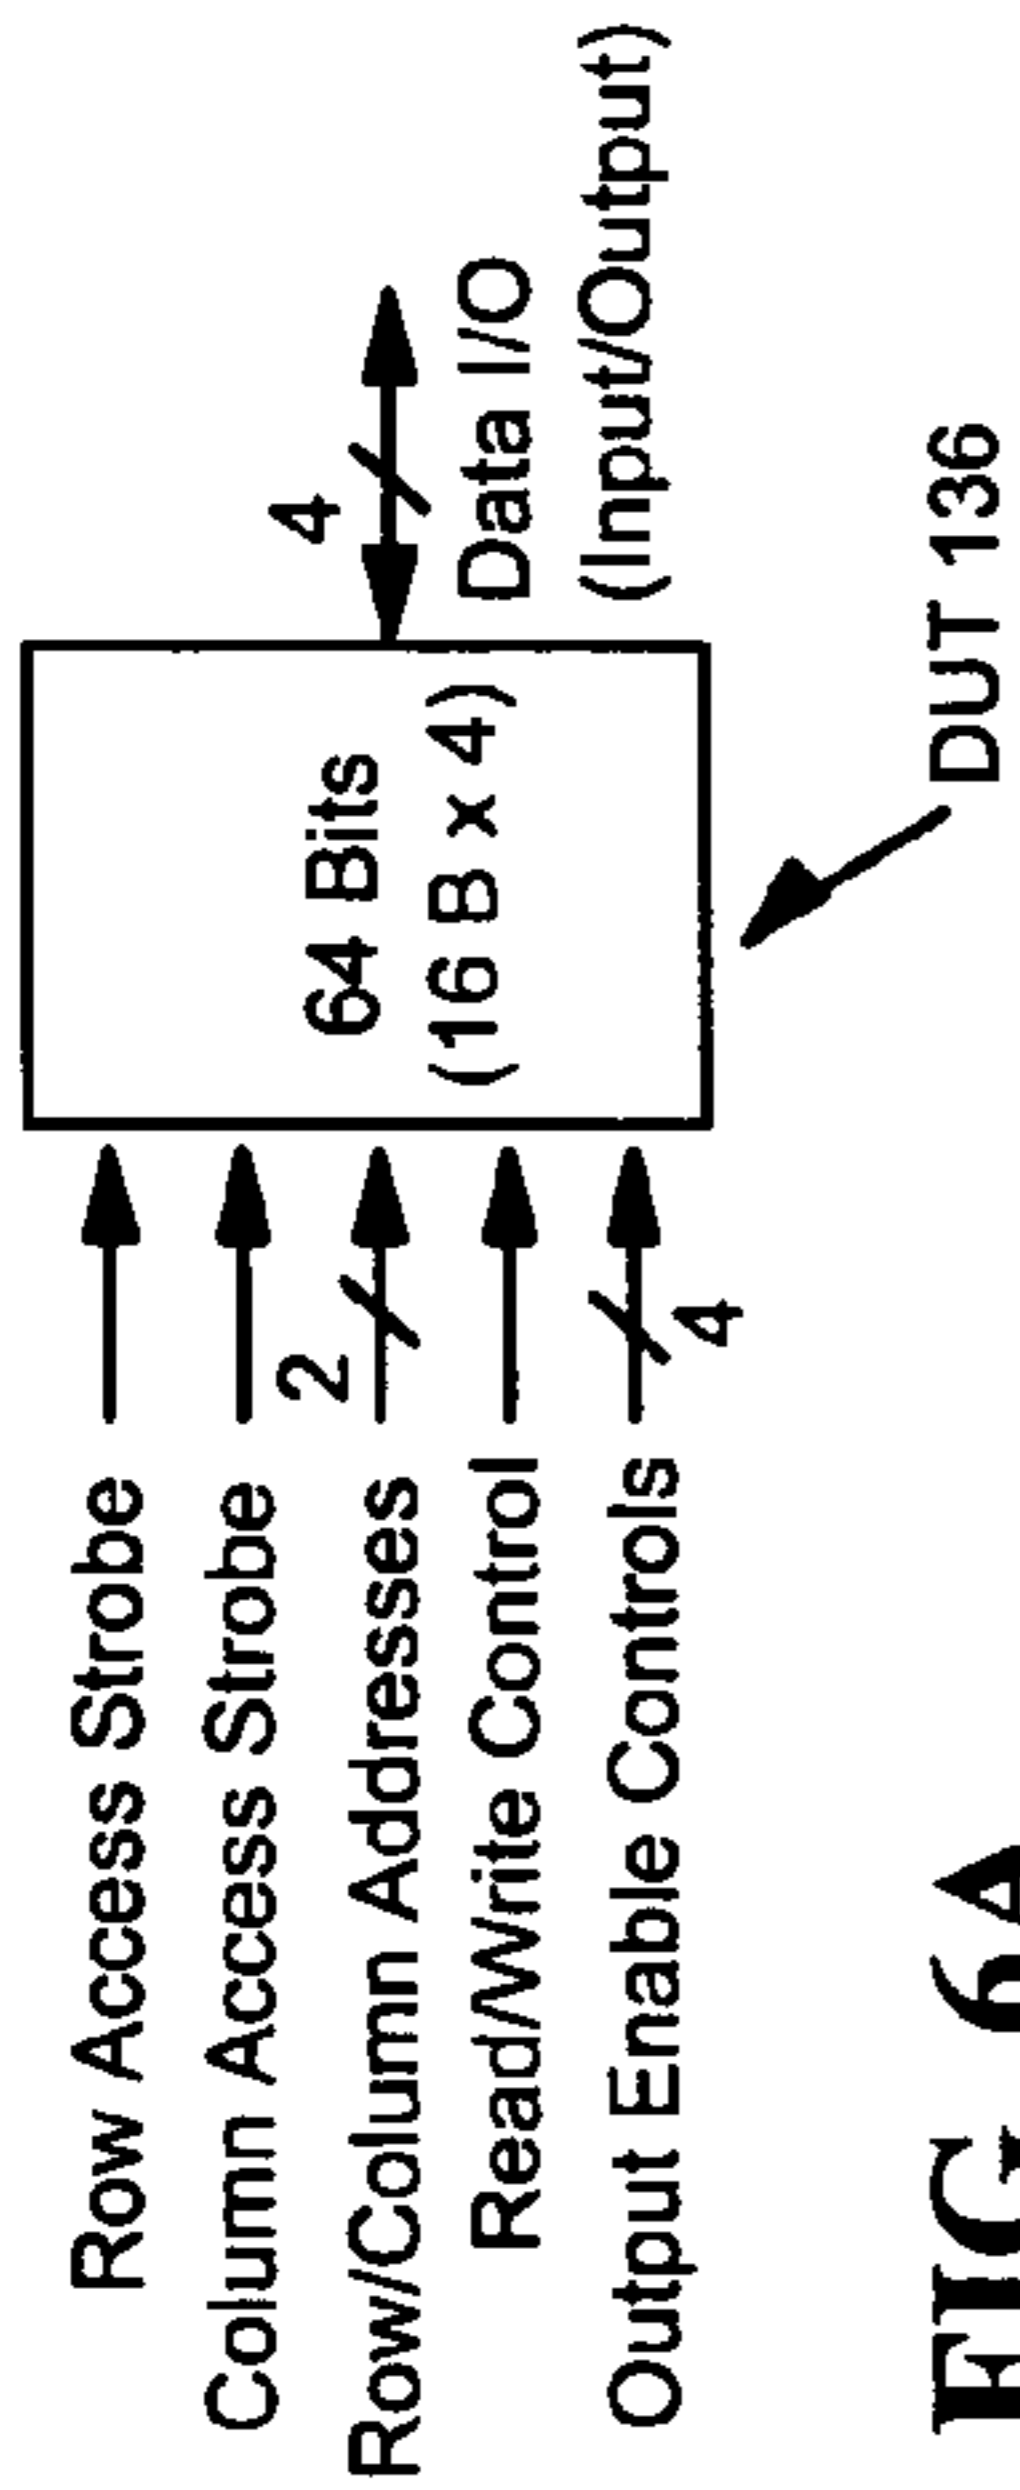 Row Access Strobe
Column Access Strobe
2
Row/Column Addresses
Read/Write Control
Output Enable Controls
4
64 Bits
(16 B x 4)
4
Data I/O
(Input/Output)
DUT 136
FIG 6A